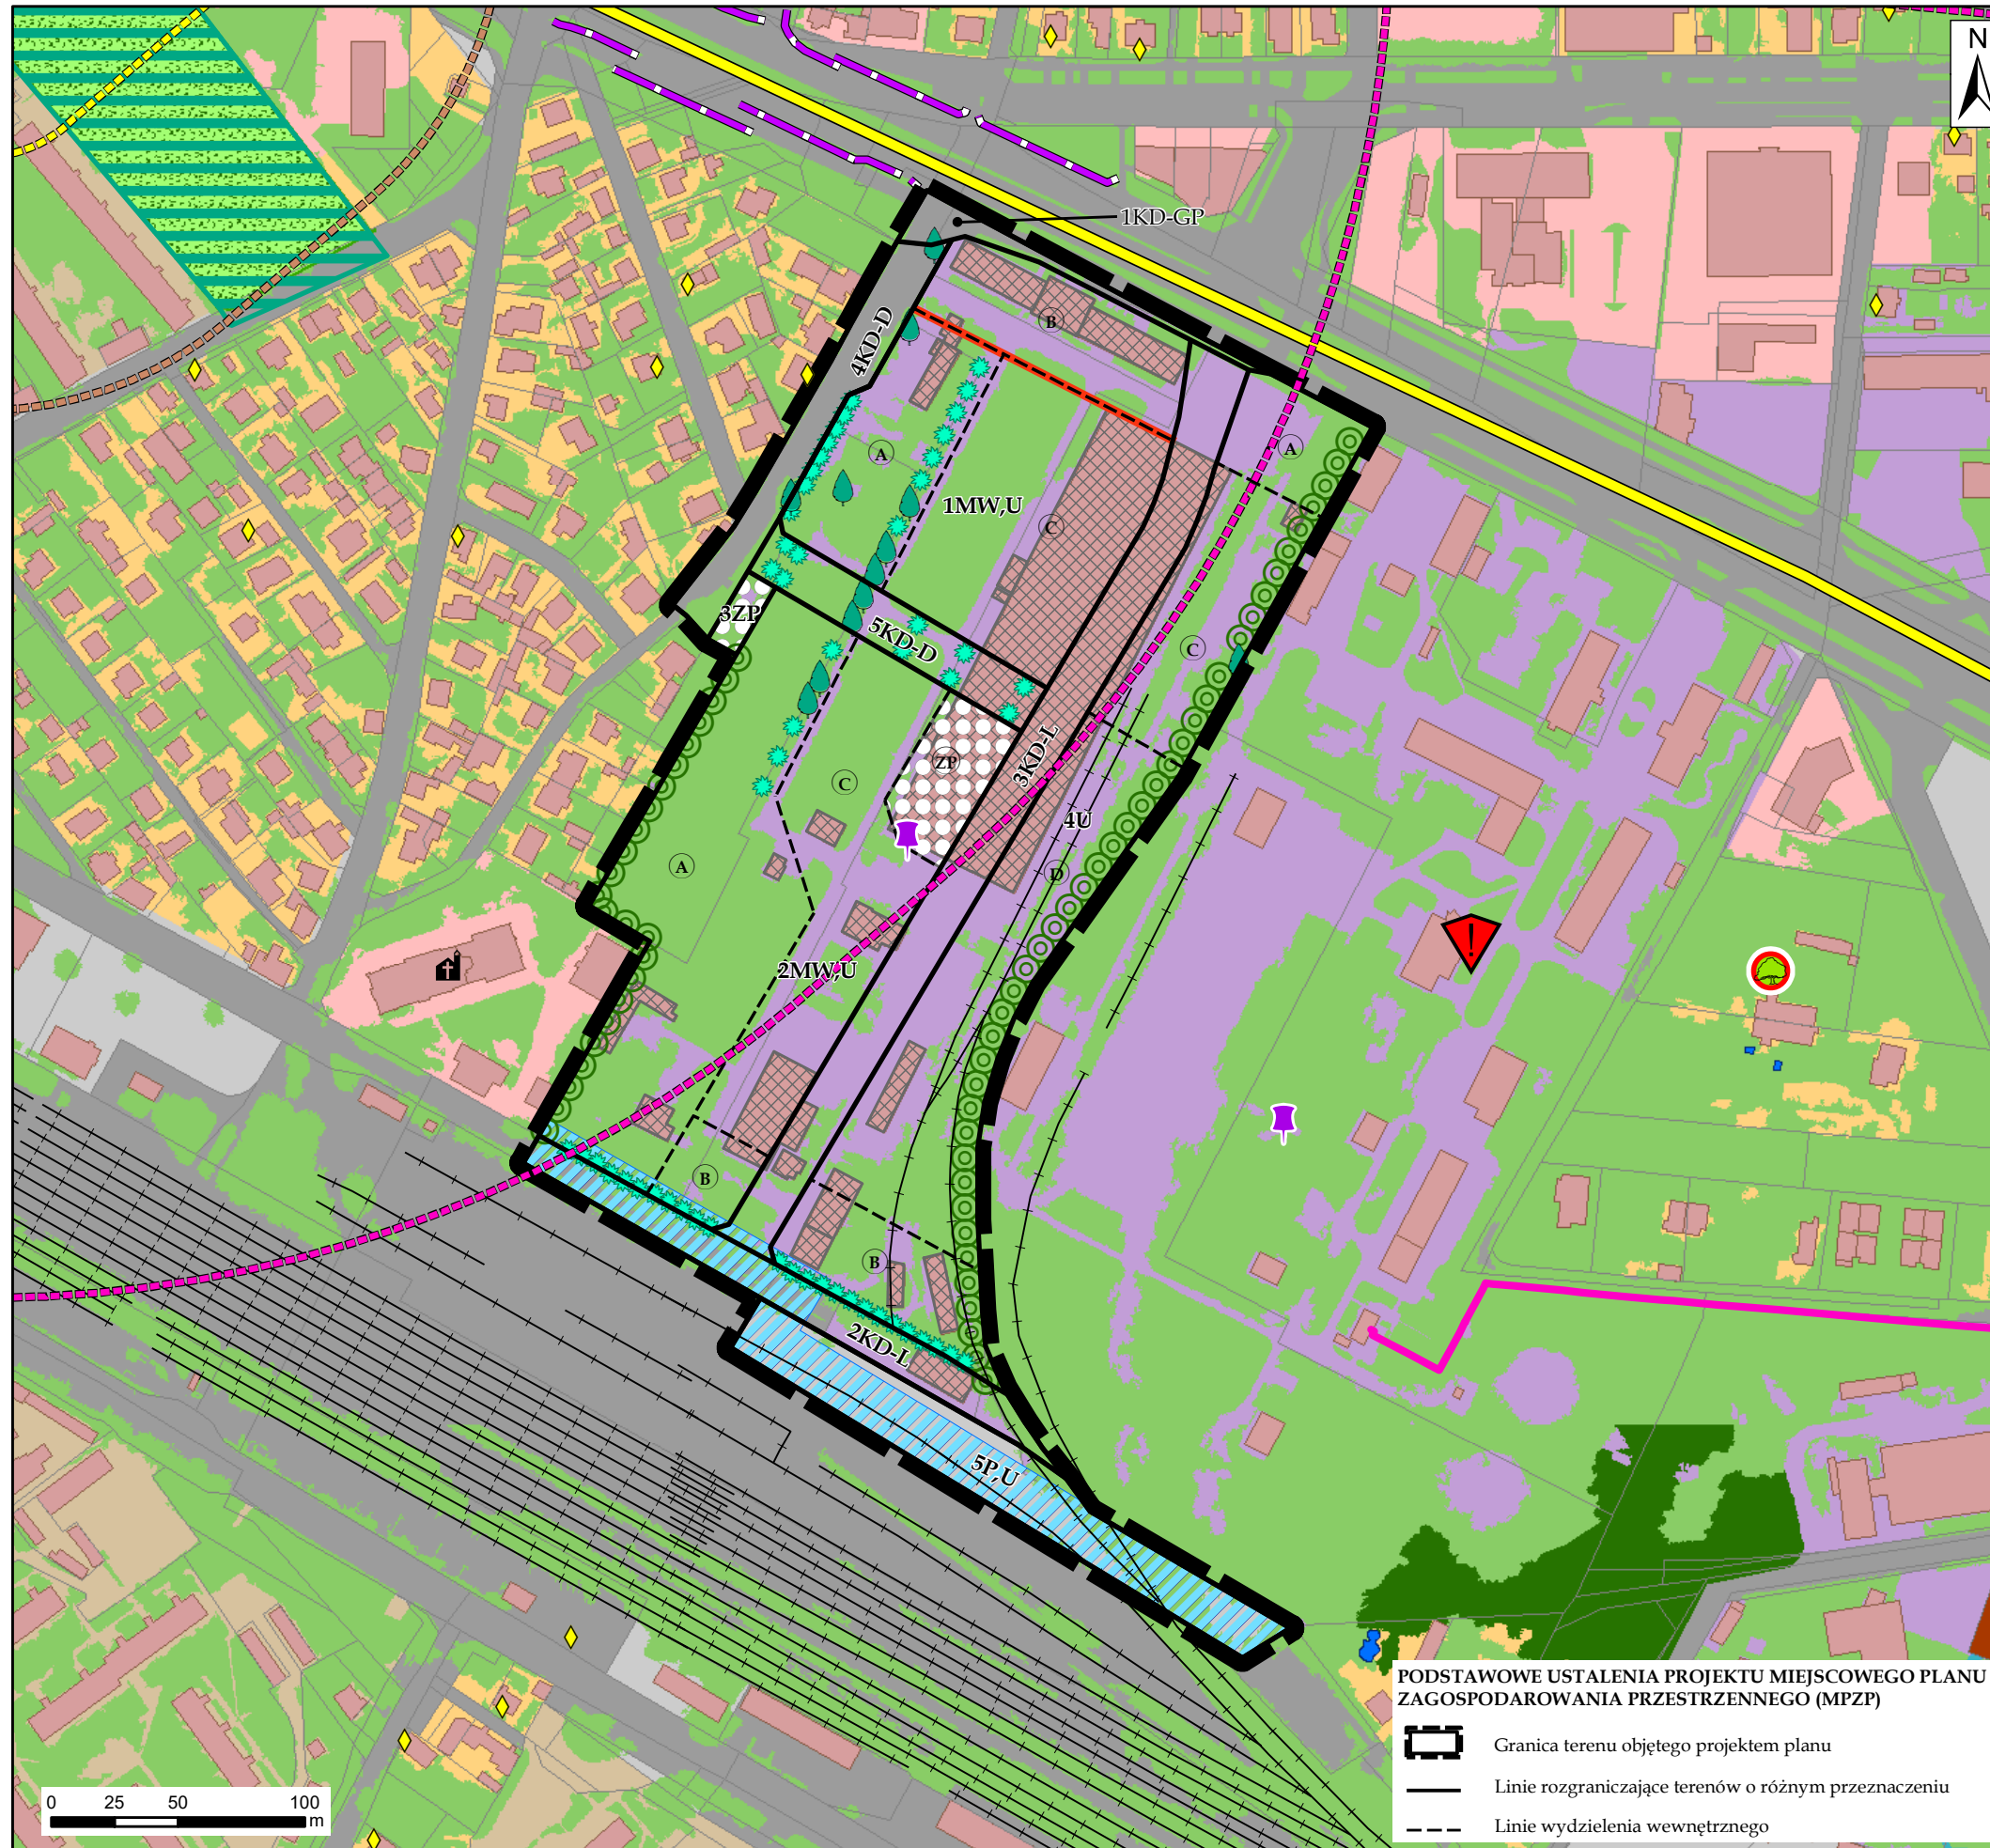 N
1KD-GP
4KD-D
B
A
A
1MW,U
C
3ZP
5KD-D
C
ZP
3KD-L
C
4U
A
D
2MW,U
B
B
2KD-L
5P,U
!
0 25 50 100
m
PODSTAWOWE USTALENIA PROJEKTU MIEJSCOWEGO PLANU
ZAGOSPODAROWANIA PRZESTRZENNEGO (MPZP)
Granica terenu objętego projektem planu
Linie rozgraniczające terenów o różnym przeznaczeniu
Linie wydzielenia wewnętrznego